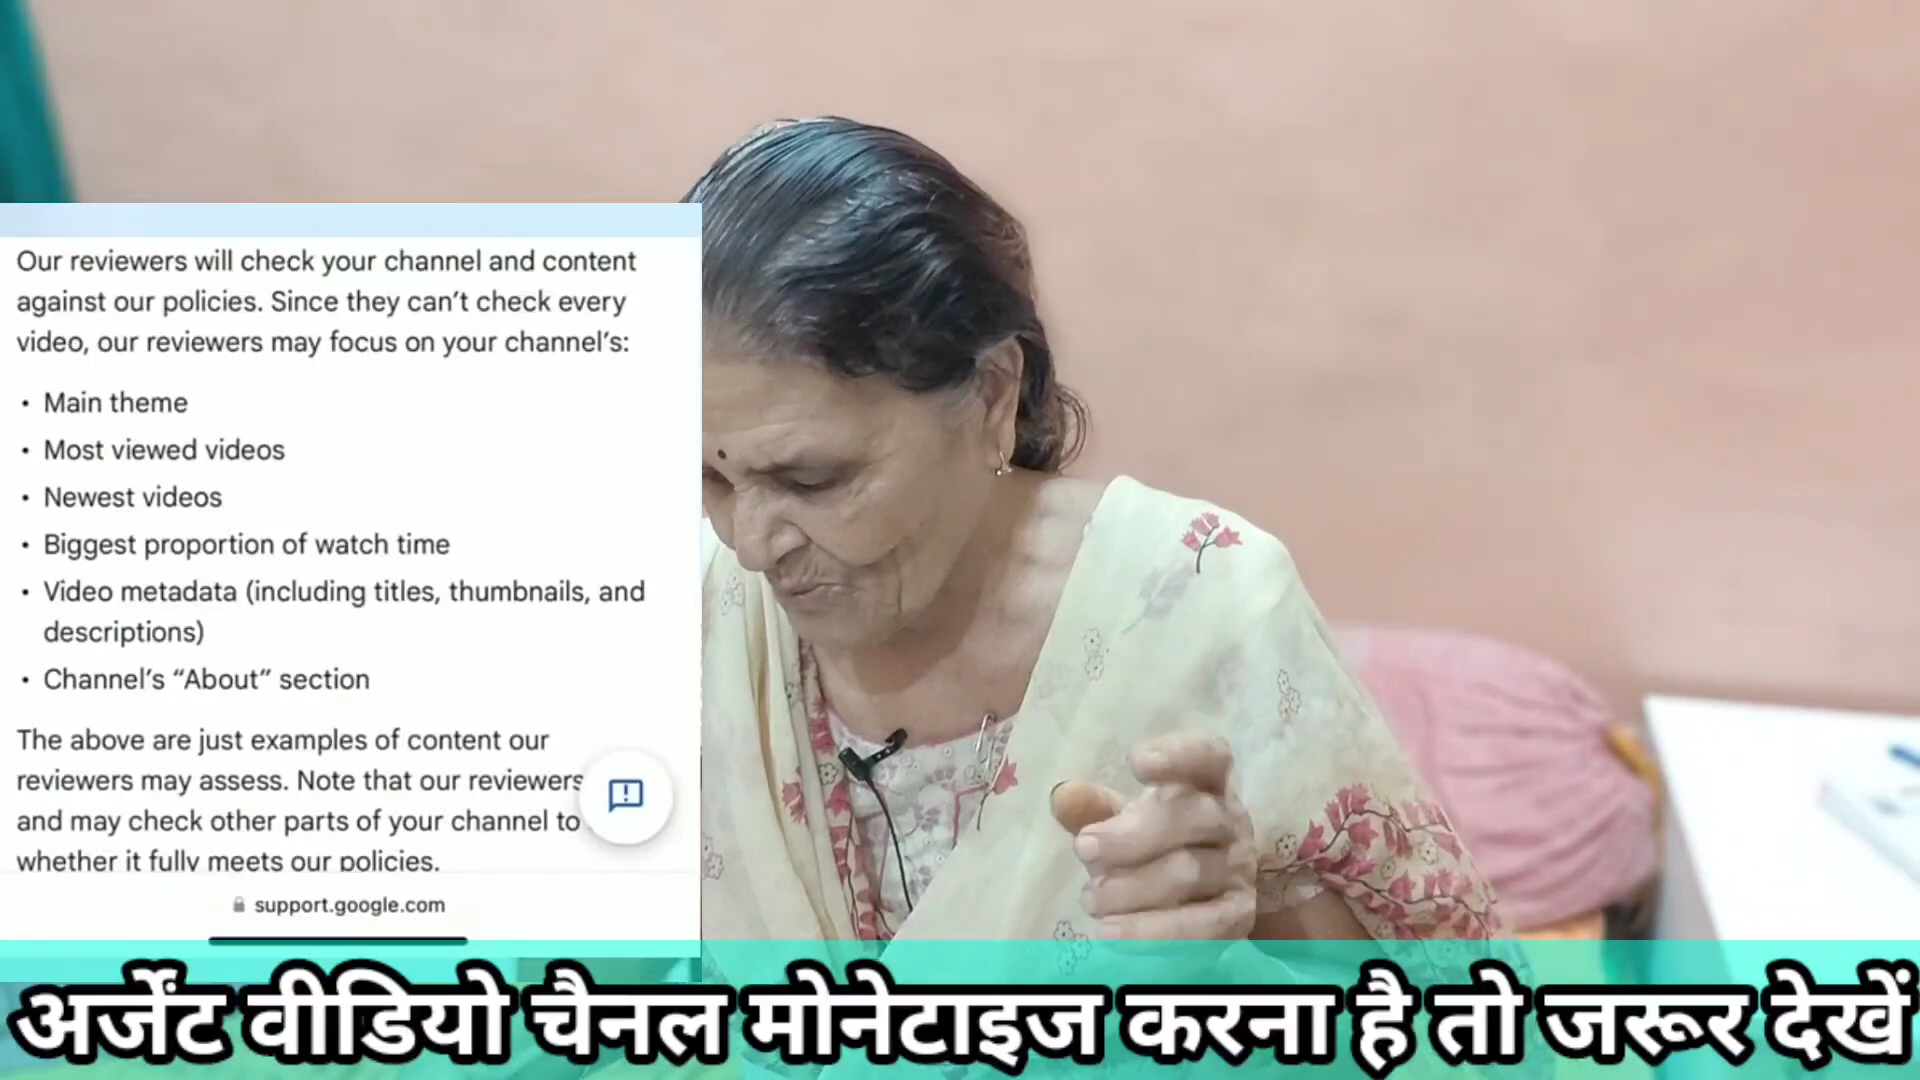 Our reviewers will check your channel and content
against our policies. Since they can't check every
video, our reviewers may focus on your channel's:
• Main theme
• Most viewed videos
• Newest videos
• Biggest proportion of watch time
• Video metadata (including titles, thumbnails, and
descriptions)
• Channel's “About” section
The above are just examples of content our
reviewers may assess. Note that our reviewers
and may check other parts of your channel to
whether it fully meets our policies.
support.google.com
अर्जेंट वीडियो चैनल मोनेटाइज करना है तो जरूर देखें